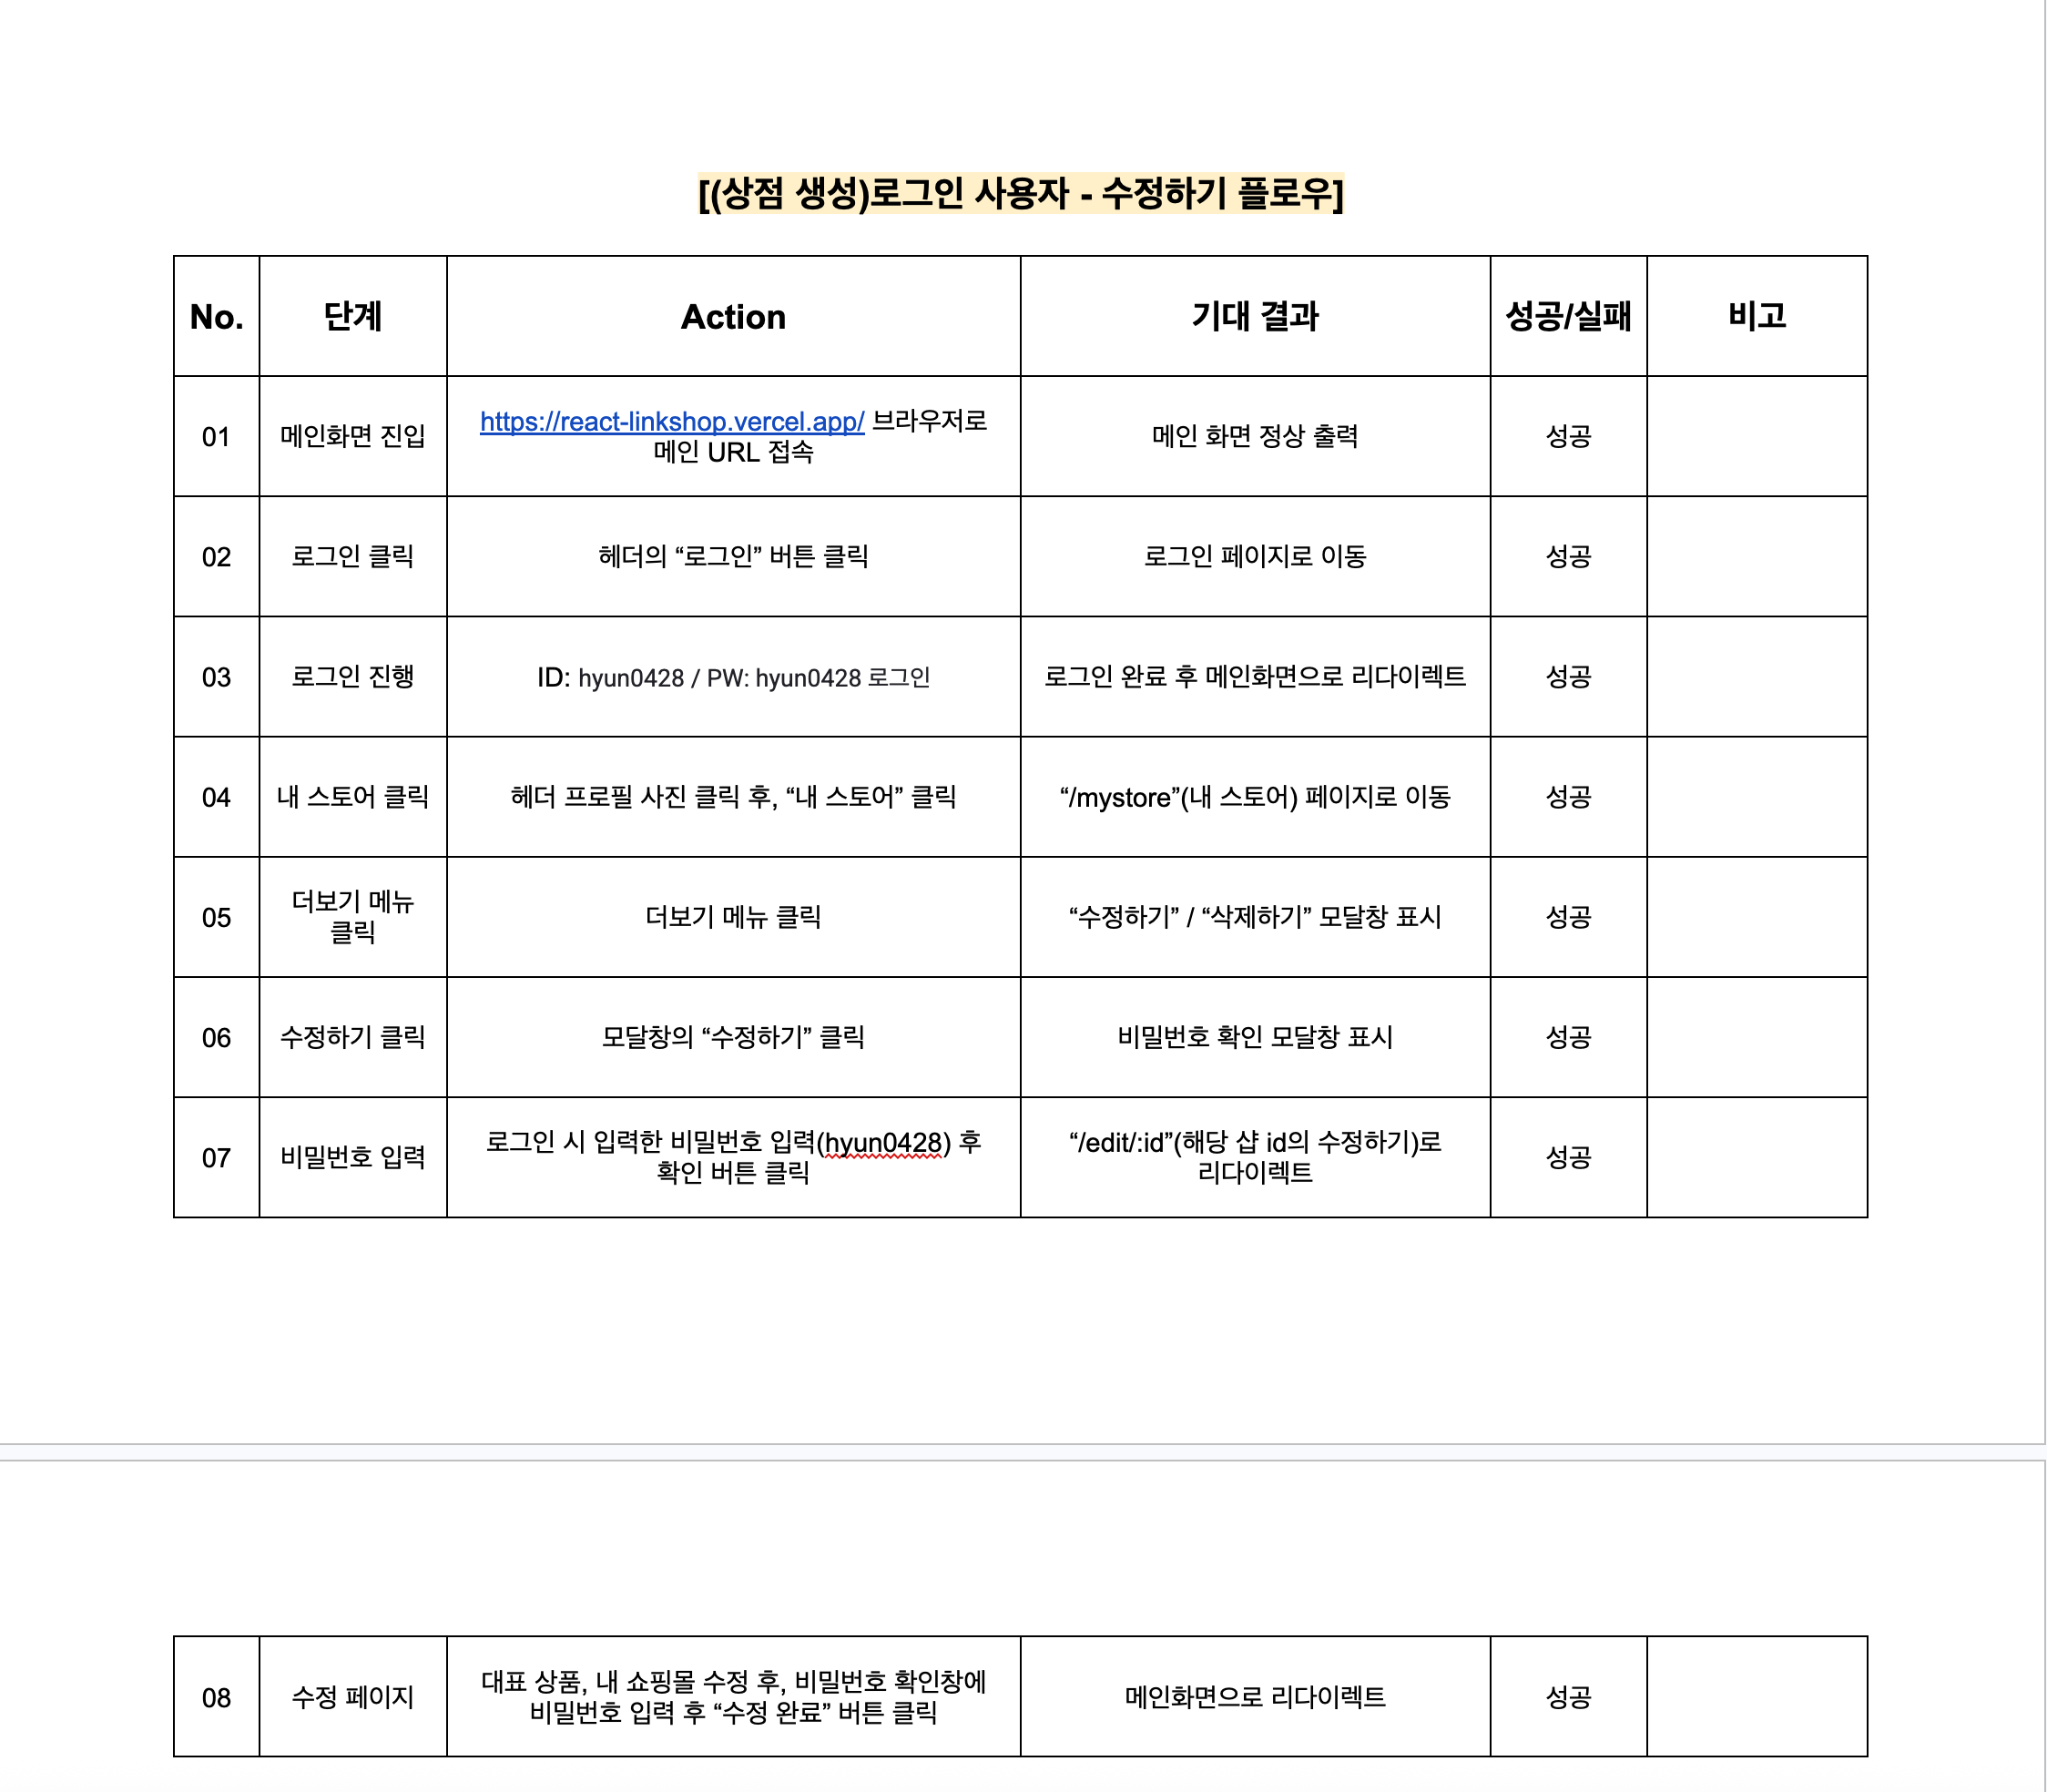 [(상점 생성)로그인 사용자 - 수정하기 플로우]
No. 단계 Action 기대 결과 성공/실패 비고
01 메인화면 진입 https://react-linkshop.vercel.app/ 브라우저로
메인 URL 접속 메인 화면 정상 출력 성공
02 로그인 클릭 헤더의 “로그인” 버튼 클릭 로그인 페이지로 이동 성공
03 로그인 진행 ID: hyun0428 / PW: hyun0428 로그인 로그인 완료 후 메인화면으로 리다이렉트 성공
04 내 스토어 클릭 헤더 프로필 사진 클릭 후, “내 스토어” 클릭 “/mystore”(내 스토어) 페이지로 이동 성공
05 더보기 메뉴
클릭 더보기 메뉴 클릭 “수정하기” / “삭제하기” 모달창 표시 성공
06 수정하기 클릭 모달창의 “수정하기” 클릭 비밀번호 확인 모달창 표시 성공
07 비밀번호 입력 로그인 시 입력한 비밀번호 입력(hyun0428) 후
확인 버튼 클릭 “/edit/:id”(해당 샵 id의 수정하기)로
리다이렉트 성공
08 수정 페이지 대표 상품, 내 쇼핑몰 수정 후, 비밀번호 확인창에
비밀번호 입력 후 “수정 완료” 버튼 클릭 메인화면으로 리다이렉트 성공